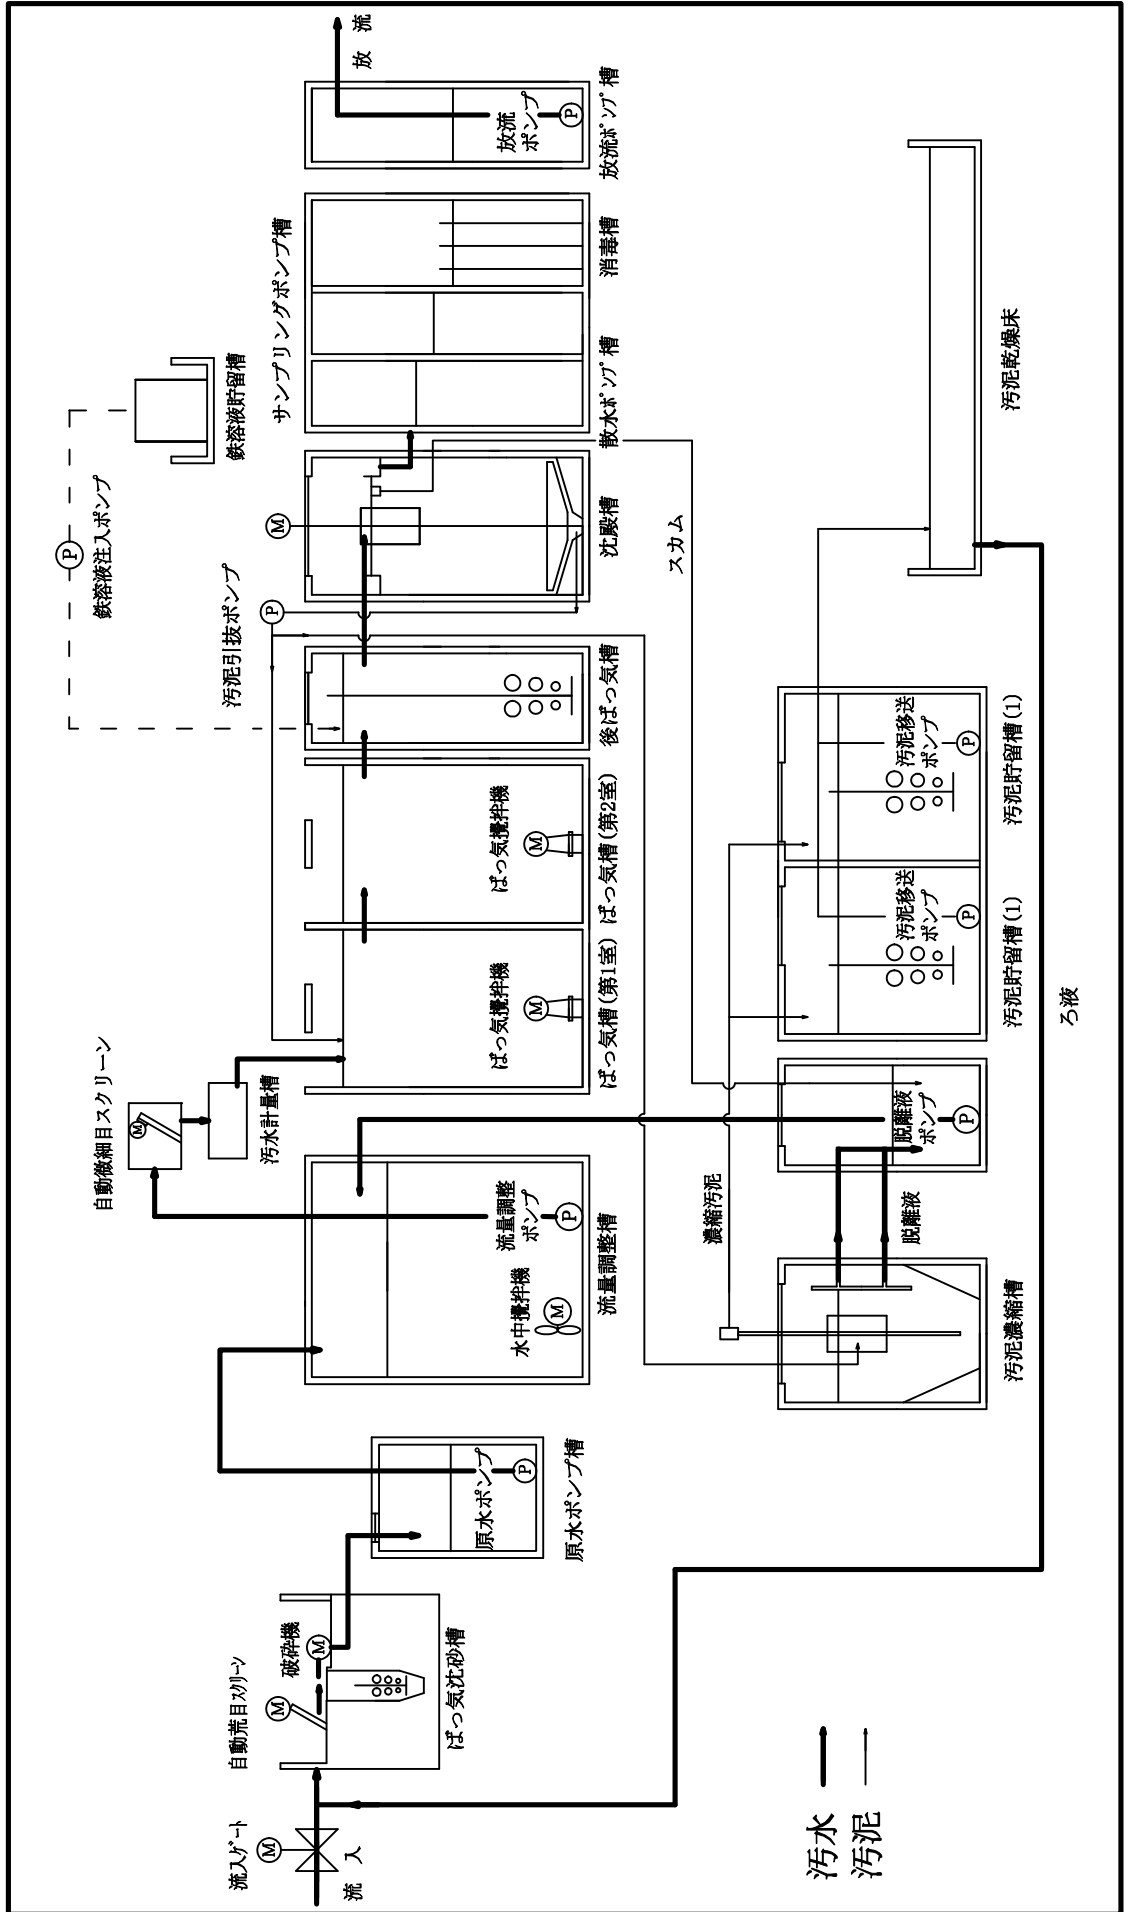 流入ゲート
M
流 入
自動荒目スクリーン
M
破砕機
M
ばっ気沈砂槽
原水ポンプ
P
原水ポンプ槽
水中攪拌機
M
流量調整
ポンプ
P
流量調整槽
自動微細目スクリーン
M
汚水計量槽
ばっ気攪拌機
M
ばっ気槽(第1室)
ばっ気攪拌機
M
ばっ気槽(第2室)
後ばっ気槽
汚泥引抜ポンプ
P
鉄溶液注入ポンプ
P
鉄溶液貯留槽
M
沈殿槽
スカム
散水ポンプ槽
サンプリングポンプ槽
消毒槽
放流
ポンプ
P
放流ポンプ槽
放 流
汚泥濃縮槽
濃縮汚泥
脱離液
脱離液
ポンプ
P
汚泥移送
ポンプ
P
汚泥貯留槽(1)
汚泥移送
ポンプ
P
汚泥貯留槽(1)
汚泥乾燥床
ろ液
汚水
汚泥